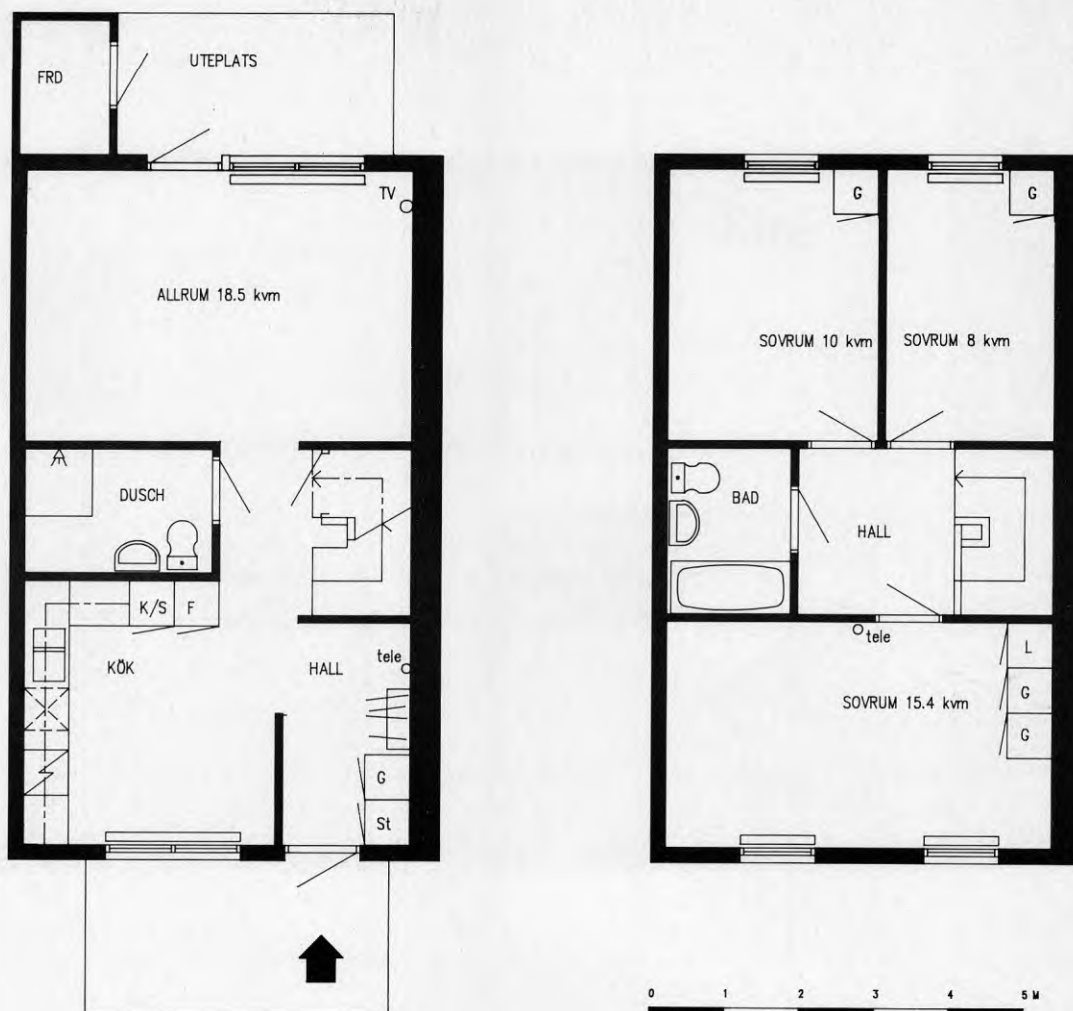 FRD
UTEPLATS
TV
ALLRUM 18.5 kvm
DUSCH
K/S
F
KÖK
HALL
tele
G
St
G
G
SOVRUM 10 kvm
SOVRUM 8 kvm
BAD
HALL
tele
L
SOVRUM 15.4 kvm
G
G
0 1 2 3 4 5 M